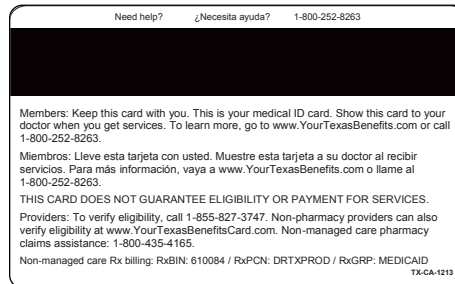 Need help? ¿Necesita ayuda? 1-800-252-8263
Members: Keep this card with you. This is your medical ID card. Show this card to your
doctor when you get services. To learn more, go to www.YourTexasBenefits.com or call
1-800-252-8263.
Miembros: Lleve esta tarjeta con usted. Muestre esta tarjeta a su doctor al recibir
servicios. Para más información, vaya a www.YourTexasBenefits.com o llame al
1-800-252-8263.
THIS CARD DOES NOT GUARANTEE ELIGIBILITY OR PAYMENT FOR SERVICES.
Providers: To verify eligibility, call 1-855-827-3747. Non-pharmacy providers can also
verify eligibility at www.YourTexasBenefitsCard.com. Non-managed care pharmacy
claims assistance: 1-800-435-4165.
Non-managed care Rx billing: RxBIN: 610084 / RxPCN: DRTXPROD / RxGRP: MEDICAID
TX-CA-1213